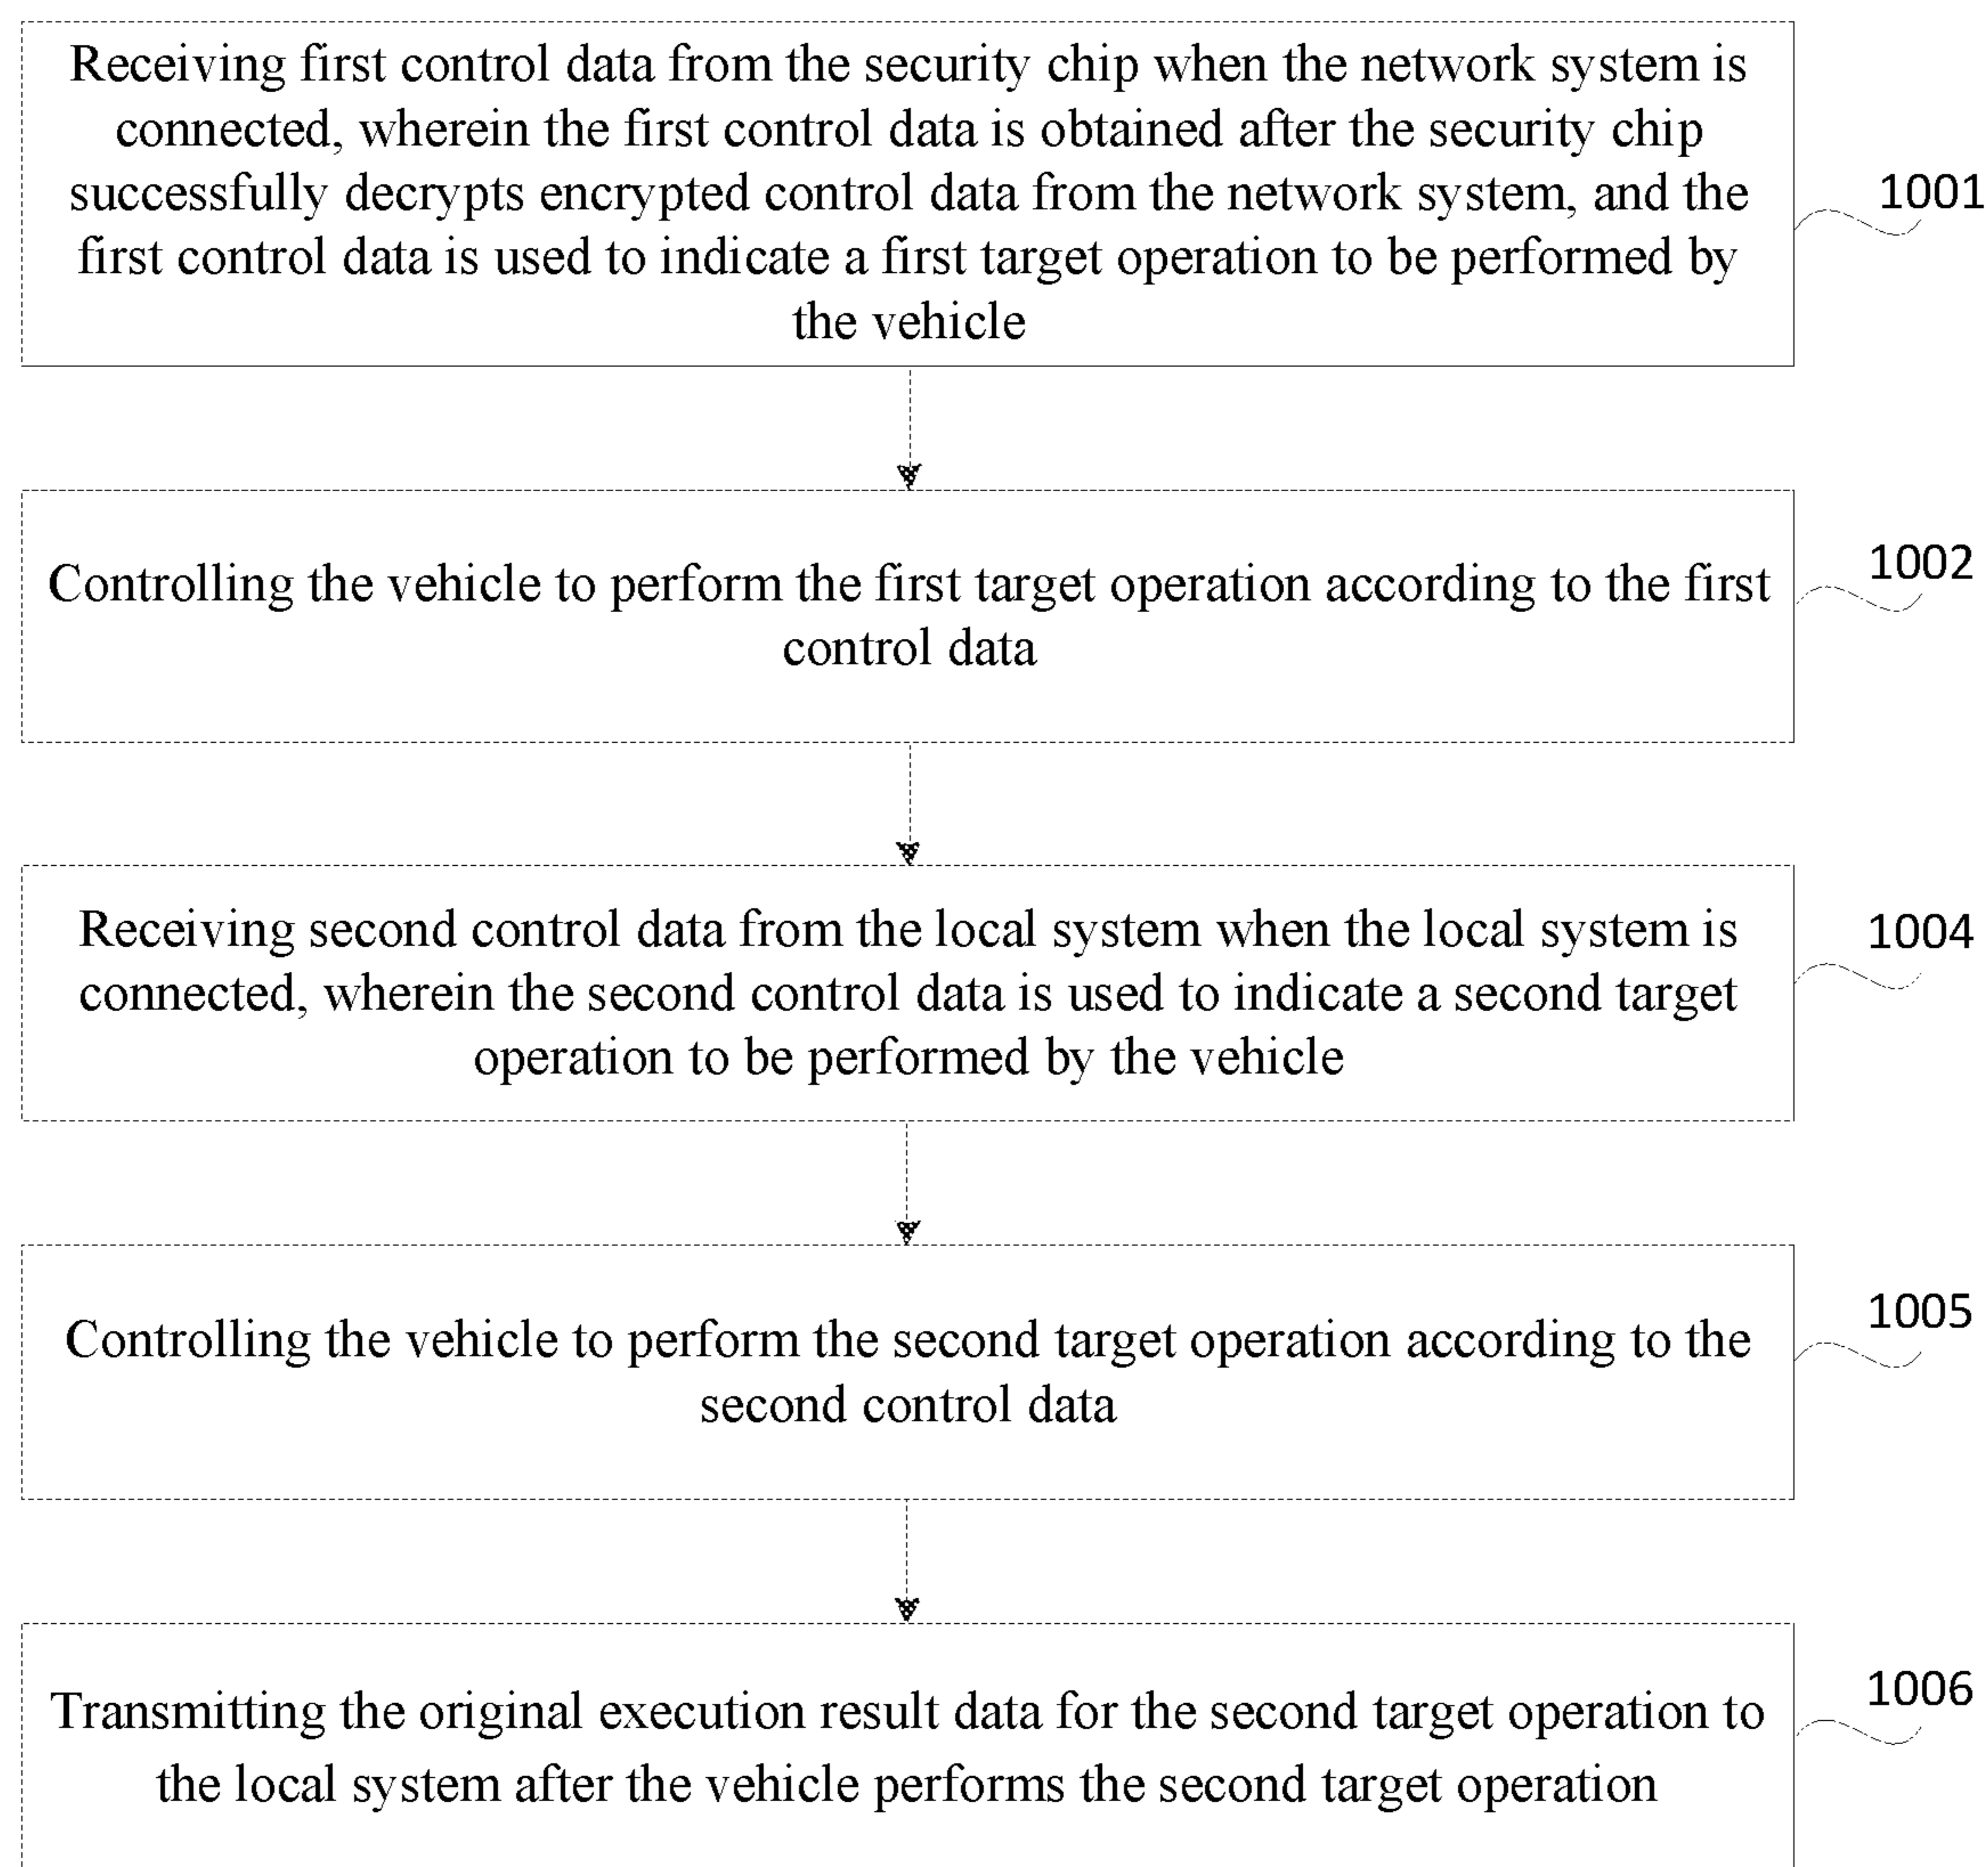 Receiving first control data from the security chip when the network system is
connected, wherein the first control data is obtained after the security chip
successfully decrypts encrypted control data from the network system, and the
first control data is used to indicate a first target operation to be performed by
the vehicle
1001
Controlling the vehicle to perform the first target operation according to the first
control data
1002
Receiving second control data from the local system when the local system is
connected, wherein the second control data is used to indicate a second target
operation to be performed by the vehicle
1004
Controlling the vehicle to perform the second target operation according to the
second control data
1005
Transmitting the original execution result data for the second target operation to
the local system after the vehicle performs the second target operation
1006